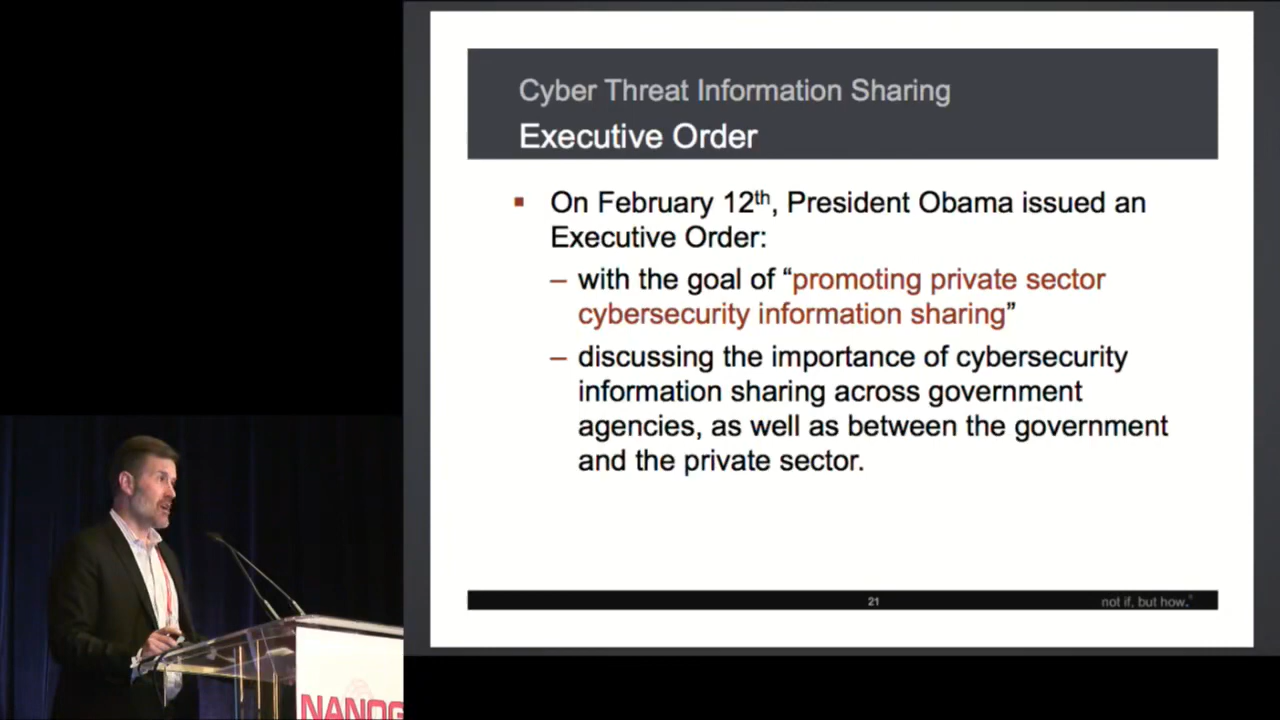 Cyber Threat Information Sharing
Executive Order
▪ On February 12th, President Obama issued an
Executive Order:
– with the goal of “promoting private sector
cybersecurity information sharing”
– discussing the importance of cybersecurity
information sharing across government
agencies, as well as between the government
and the private sector.
21
not if, but how.
NANOG